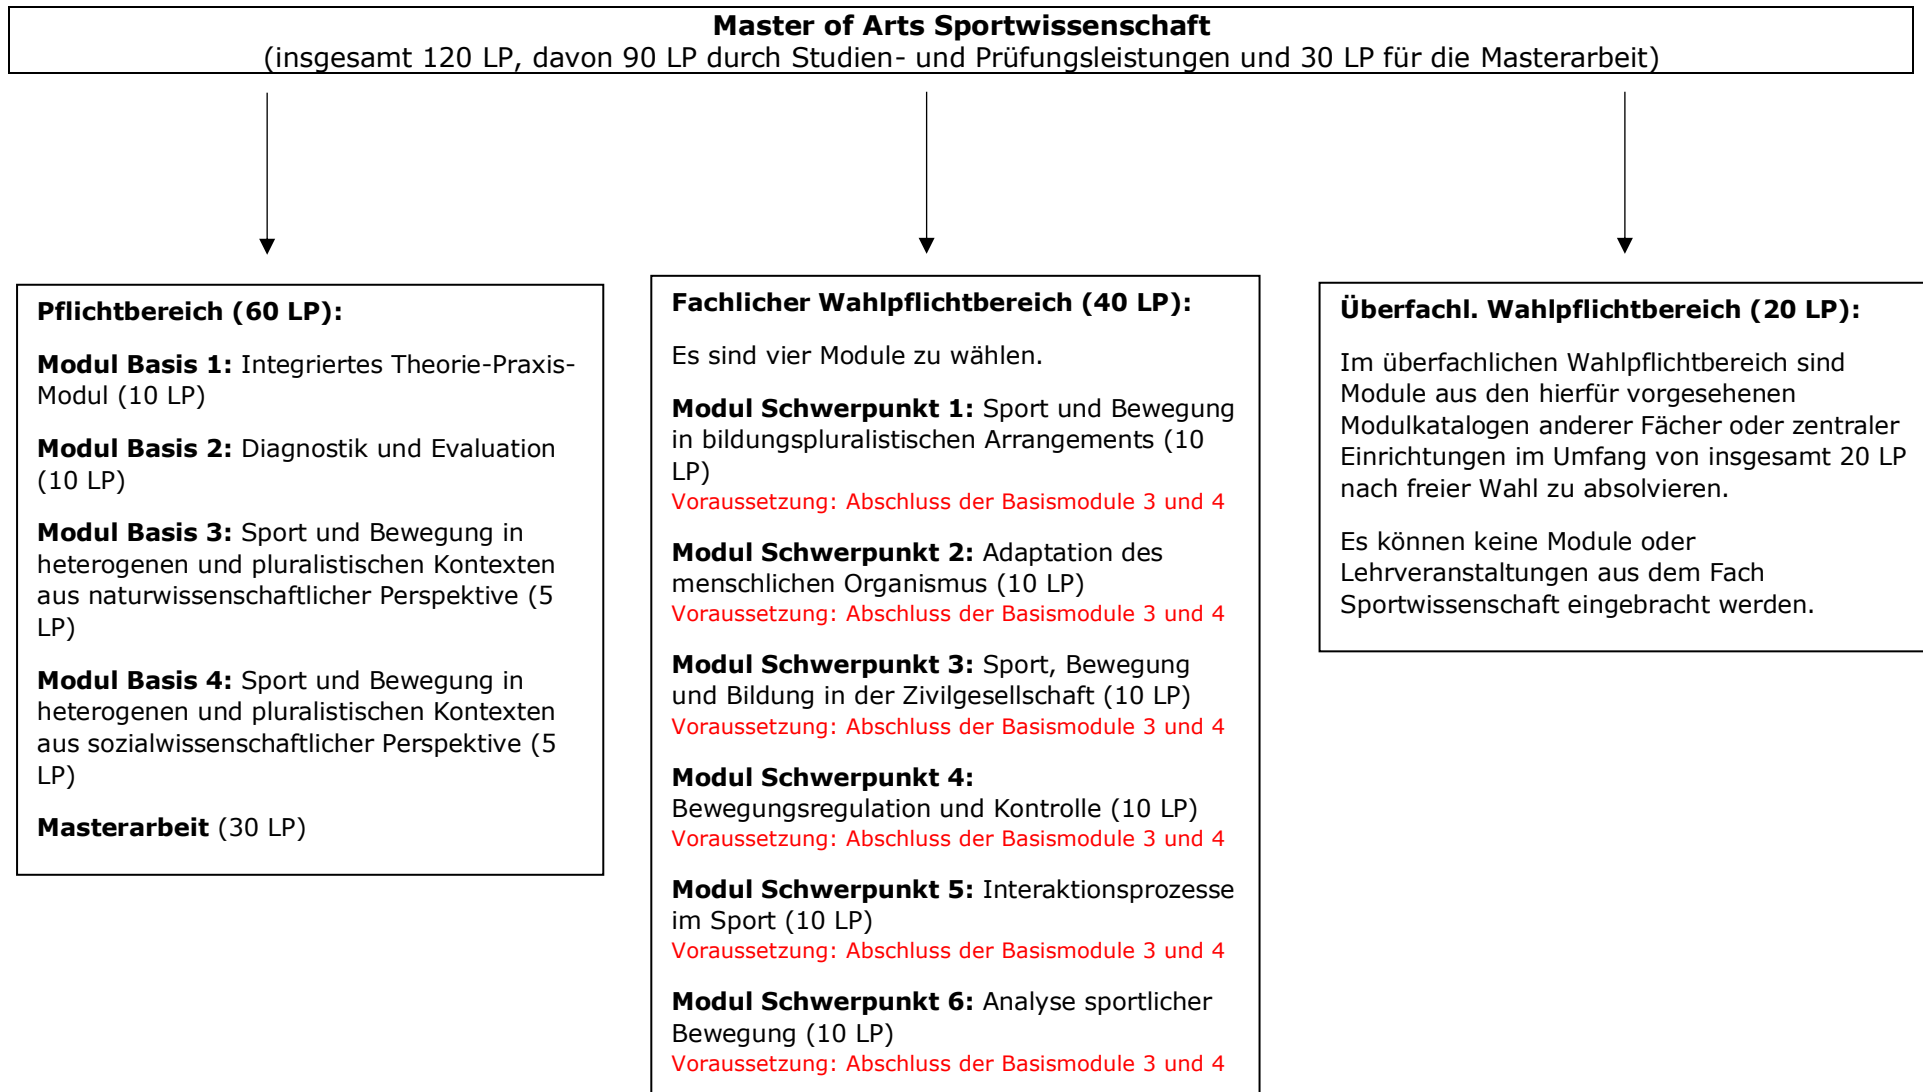 Master of Arts Sportwissenschaft
(insgesamt 120 LP, davon 90 LP durch Studien- und Prüfungsleistungen und 30 LP für die Masterarbeit)
Pflichtbereich (60 LP):
Modul Basis 1: Integriertes Theorie-Praxis-
Modul (10 LP)
Modul Basis 2: Diagnostik und Evaluation
(10 LP)
Modul Basis 3: Sport und Bewegung in
heterogenen und pluralistischen Kontexten
aus naturwissenschaftlicher Perspektive (5
LP)
Modul Basis 4: Sport und Bewegung in
heterogenen und pluralistischen Kontexten
aus sozialwissenschaftlicher Perspektive (5
LP)
Masterarbeit (30 LP)
Fachlicher Wahlpflichtbereich (40 LP):
Es sind vier Module zu wählen.
Modul Schwerpunkt 1: Sport und Bewegung
in bildungspluralistischen Arrangements (10
LP)
Voraussetzung: Abschluss der Basismodule 3 und 4
Modul Schwerpunkt 2: Adaptation des
menschlichen Organismus (10 LP)
Voraussetzung: Abschluss der Basismodule 3 und 4
Modul Schwerpunkt 3: Sport, Bewegung
und Bildung in der Zivilgesellschaft (10 LP)
Voraussetzung: Abschluss der Basismodule 3 und 4
Modul Schwerpunkt 4:
Bewegungsregulation und Kontrolle (10 LP)
Voraussetzung: Abschluss der Basismodule 3 und 4
Modul Schwerpunkt 5: Interaktionsprozesse
im Sport (10 LP)
Voraussetzung: Abschluss der Basismodule 3 und 4
Modul Schwerpunkt 6: Analyse sportlicher
Bewegung (10 LP)
Voraussetzung: Abschluss der Basismodule 3 und 4
Überfachl. Wahlpflichtbereich (20 LP):
Im überfachlichen Wahlpflichtbereich sind
Module aus den hierfür vorgesehenen
Modulkatalogen anderer Fächer oder zentraler
Einrichtungen im Umfang von insgesamt 20 LP
nach freier Wahl zu absolvieren.
Es können keine Module oder
Lehrveranstaltungen aus dem Fach
Sportwissenschaft eingebracht werden.